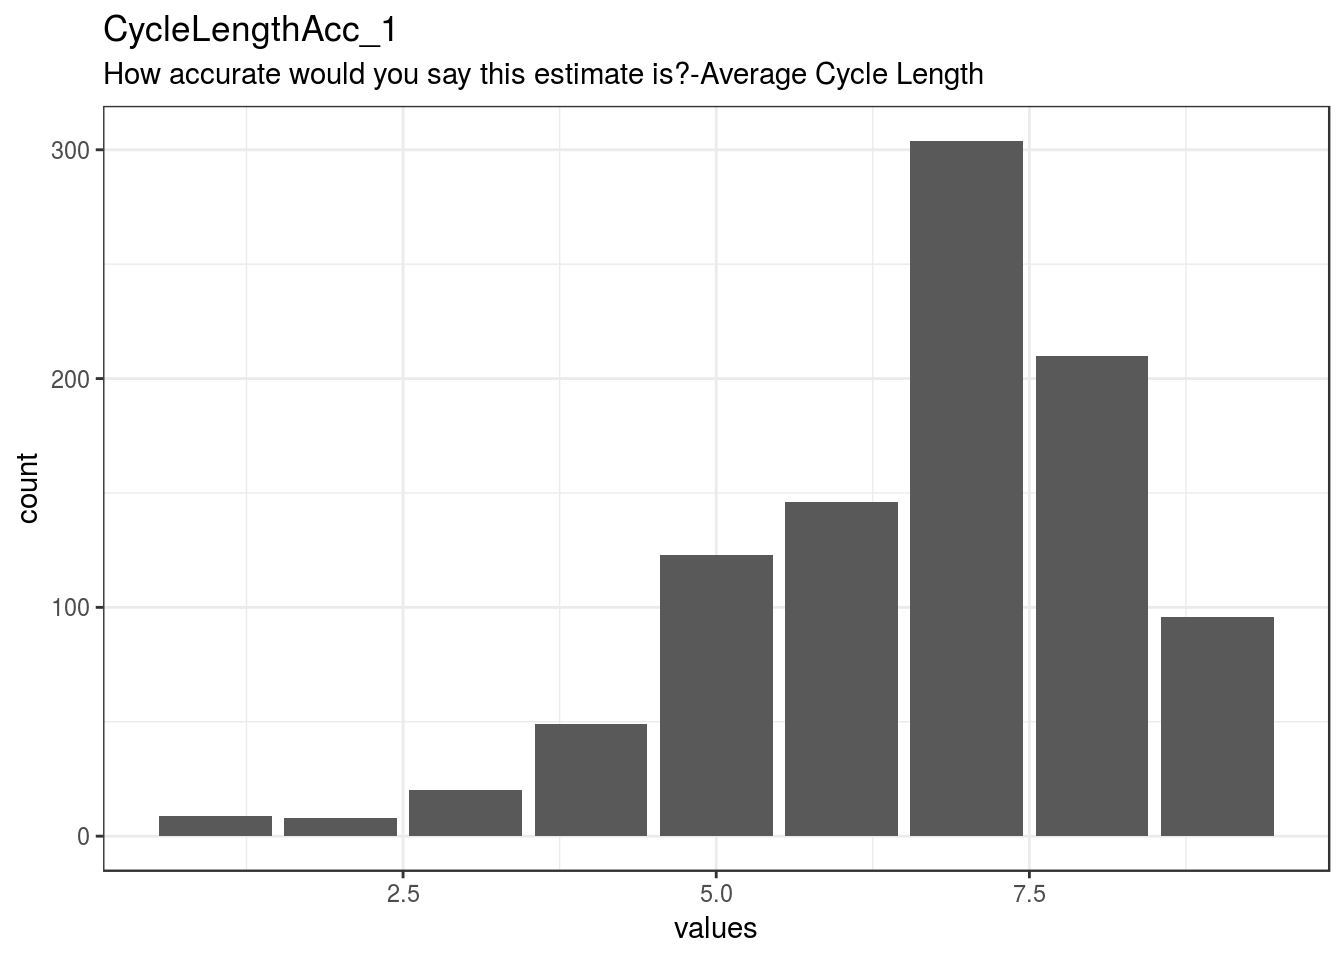 CycleLengthAcc_1
How accurate would you say this estimate is?-Average Cycle Length
300
200
100
0
count
2.5 5.0 7.5
values